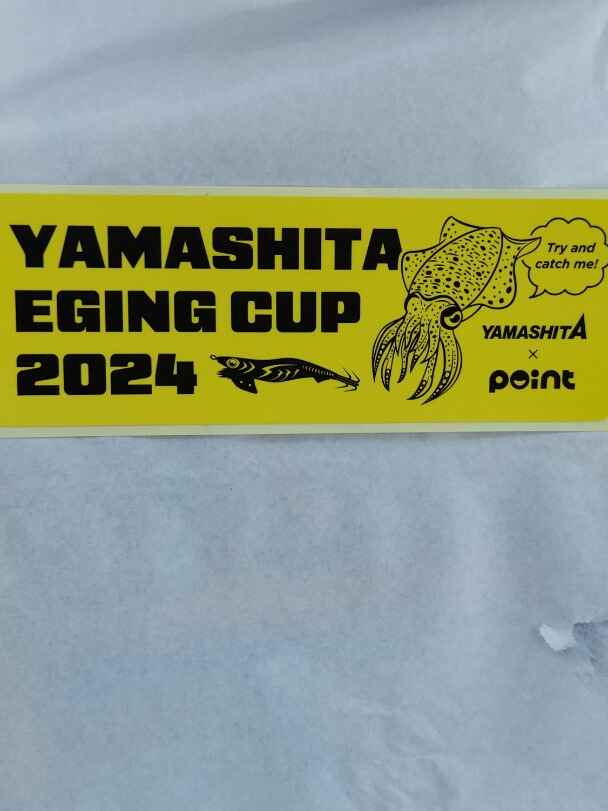 YAMASHITA
EGING CUP
2024
Try and
catch me!
YAMASHITA
×
point